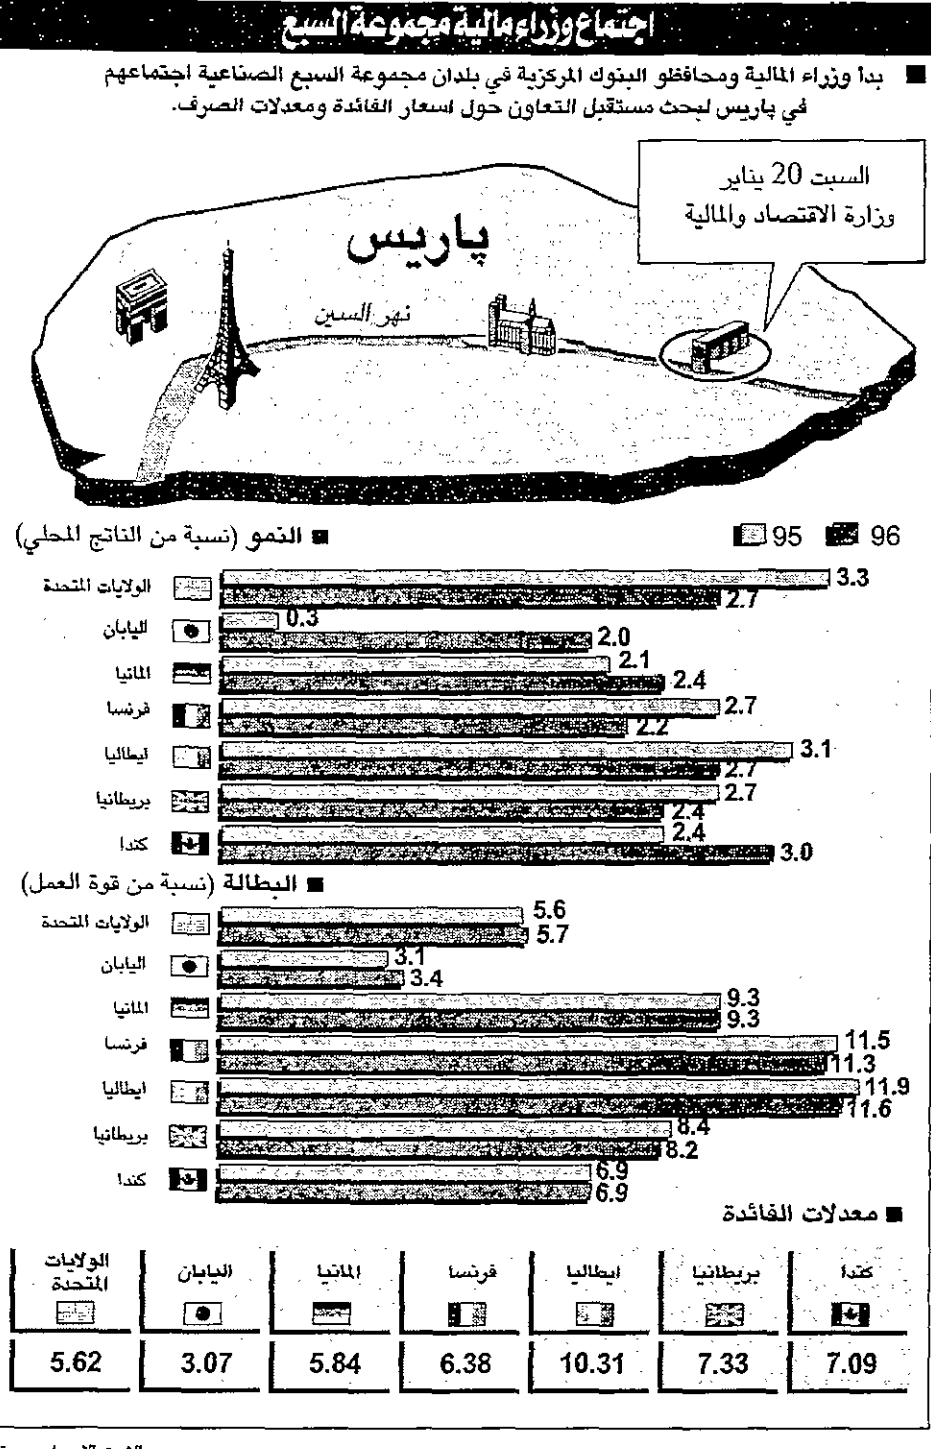 اجتماع وزراء مالية مجموعة السبع
■ بدأ وزراء المالية ومحافظو البنوك المركزية في بلدان مجموعة السبع الصناعية اجتماعهم
في پاريس لبحث مستقبل التعاون حول اسعار الفائدة ومعدلات الصرف.
السبت 20 يناير
وزارة الاقتصاد والمالية
پاريس
نهر السين
■ النمو (نسبة من الناتج المحلي)
95 96
الولايات المتحدة 3.3 2.7
اليابان 0.3 2.0
المانيا 2.1 2.4
فرنسا 2.7 2.2
ايطاليا 3.1 2.7
بريطانيا 2.7 2.4
كندا 2.4 3.0
■ البطالة (نسبة من قوة العمل)
الولايات المتحدة 5.6 5.7
اليابان 3.1 3.4
المانيا 9.3 9.3
فرنسا 11.5 11.3
ايطاليا 11.9 11.6
بريطانيا 8.4 8.2
كندا 6.9 6.9
■ معدلات الفائدة
كندا بريطانيا ايطاليا فرنسا المانيا اليابان الولايات المتحدة
7.09 7.33 10.31 6.38 5.84 3.07 5.62